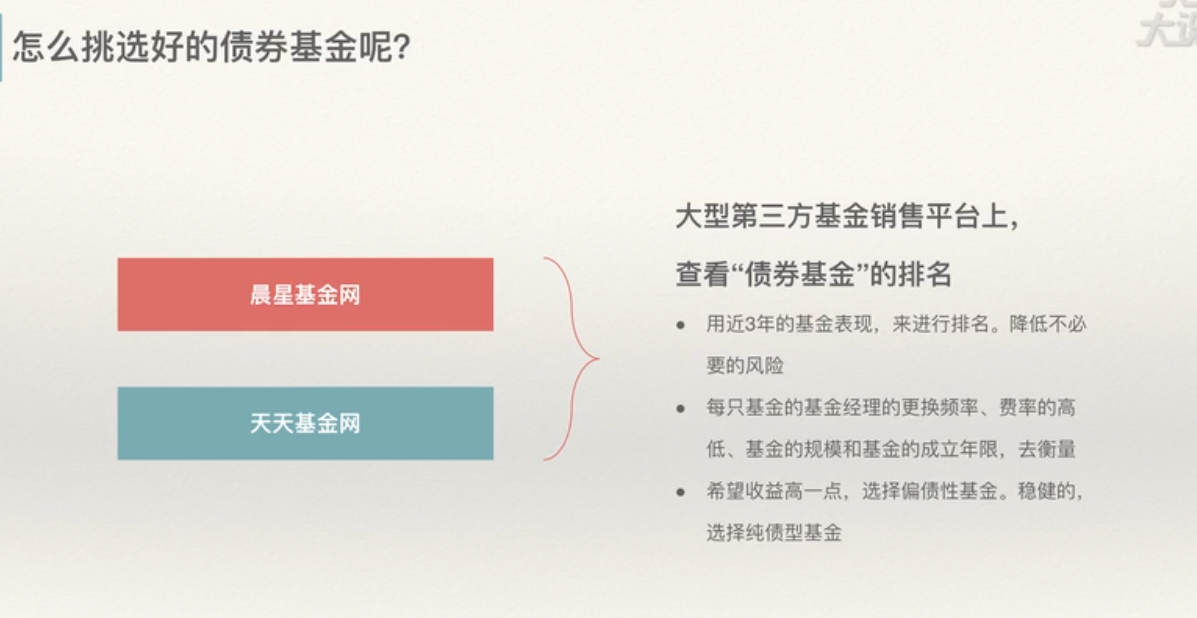 怎么挑选好的债券基金呢?
大型第三方基金销售平台上，
查看“债券基金”的排名
晨星基金网
天天基金网
● 用近3年的基金表现，来进行排名。降低不必
要的风险
● 每只基金的基金经理的更换频率、费率的高
低、基金的规模和基金的成立年限，去衡量
● 希望收益高一点，选择偏债性基金。稳健的，
选择纯债型基金